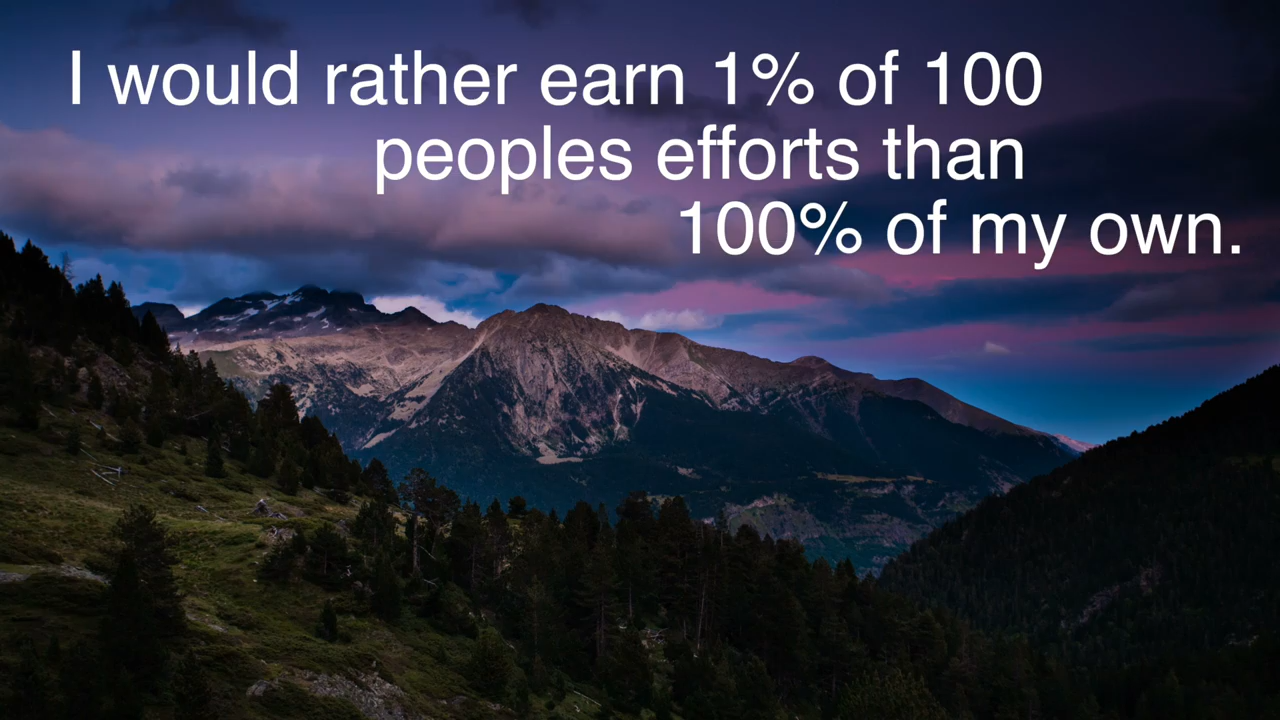 I would rather earn 1% of 100
peoples efforts than
100% of my own.